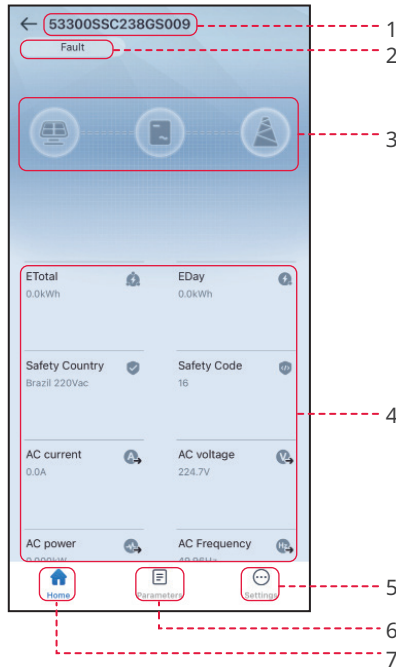 53300SSC238GS009
1
Fault
2
3
ETotal
EDay
0.0kWh
0.0kWh
Safety Country
Safety Code
Brazil 220Vac
16
4
AC current
AC voltage
0.0A
224.7V
AC power
AC Frequency
Home
Parameters
Settings
5
6
7